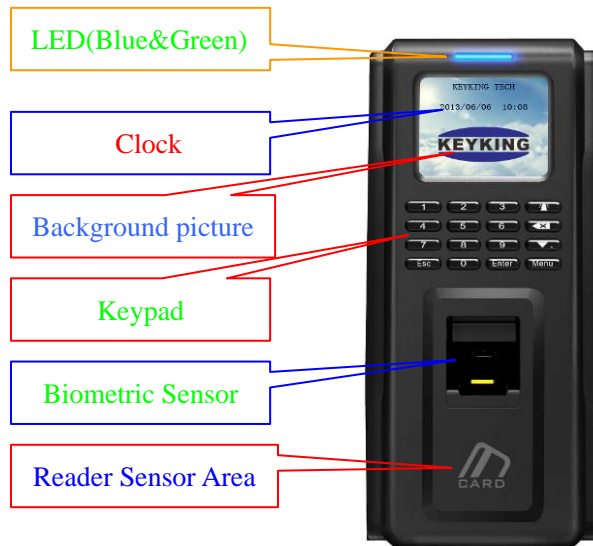 LED(Blue&Green)
Clock
Background picture
Keypad
Biometric Sensor
Reader Sensor Area
KEYKING TECH
2013/06/06 10:08
KEYKING
1 2 3
4 5 6
7 8 9
Esc 0 Enter Menu
CARD